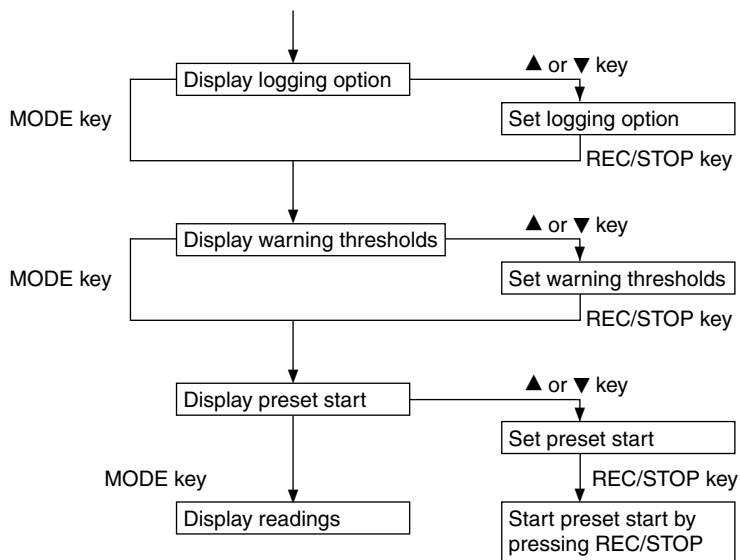 Display logging option
▲ or ▼ key
MODE key
Set logging option
REC/STOP key
Display warning thresholds
▲ or ▼ key
MODE key
Set warning thresholds
REC/STOP key
Display preset start
▲ or ▼ key
Set preset start
MODE key
REC/STOP key
Display readings
Start preset start by
pressing REC/STOP